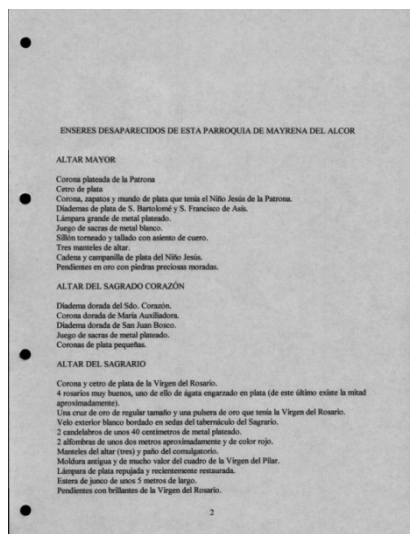 ENSERES DESAPARECIDOS DE ESTA PARROQUIA DE MAYRENA DEL ALCOR
ALTAR MAYOR
Corona plateada de la Patrona
Cetro de plata
Corona, zapatos y mundo de plata que tenía el Niño Jesús de la Patrona.
Diademas de plata de S. Bartolomé y S. Francisco de Asís.
Lámpara grande de metal plateado.
Juego de sacras de metal blanco.
Sillón torneado y tallado con asiento de cuero.
Tres manteles de altar.
Cadena y campanilla de plata del Niño Jesús.
Pendientes en oro con piedras preciosas moradas.
ALTAR DEL SAGRADO CORAZÓN
Diadema dorada del Sdo. Corazón.
Corona dorada de María Auxiliadora.
Diadema dorada de San Juan Bosco.
Juego de sacras de metal plateado.
Coronas de plata pequeñas.
ALTAR DEL SAGRARIO
Corona y cetro de plata de la Virgen del Rosario.
4 rosarios muy buenos, uno de ello de ágata engarzado en plata (de este último existe la mitad
aproximadamente).
Una cruz de oro de regular tamaño y una pulsera de oro que tenía la Virgen del Rosario.
Velo exterior blanco bordado en sedas del tabernáculo del Sagrario.
2 candelabros de unos 40 centímetros de metal plateado.
2 alfombras de unos dos metros aproximadamente y de color rojo.
Manteles del altar (tres) y paño del comulgatorio.
Moldura antigua y de mucho valor del cuadro de la Virgen del Pilar.
Lámpara de plata repujada y recientemente restaurada.
Estera de junco de unos 5 metros de largo.
Pendientes con brillantes de la Virgen del Rosario.
2